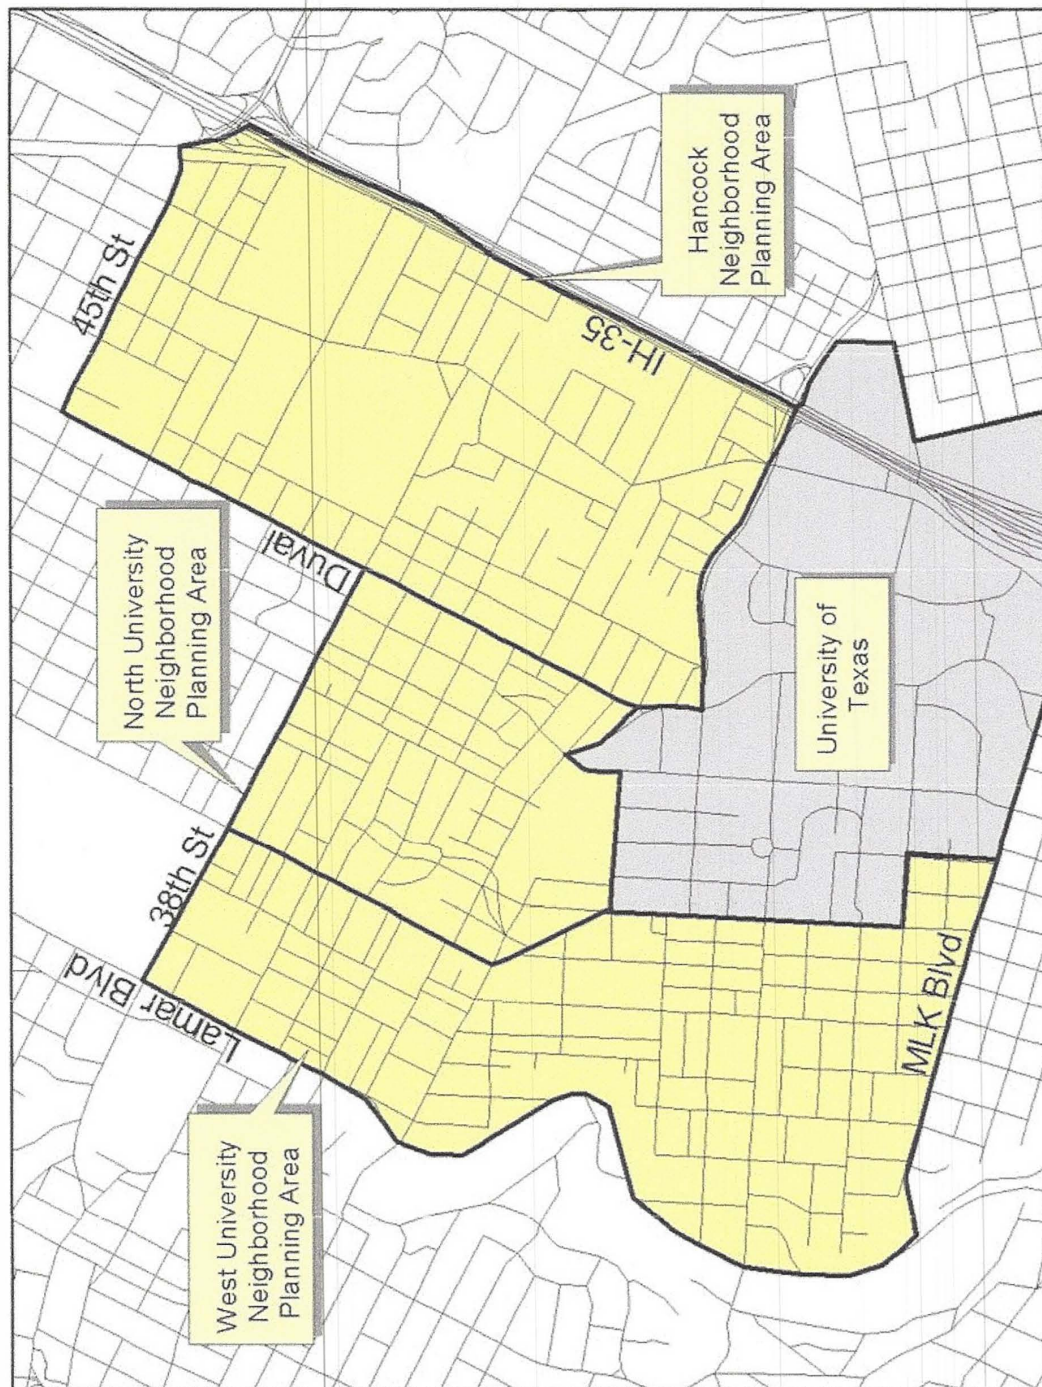 45th St
Hancock
Neighborhood
Planning Area
IH-35
Duval
North University
Neighborhood
Planning Area
38th St
Lamar Blvd
West University
Neighborhood
Planning Area
University of
Texas
MLK Blvd